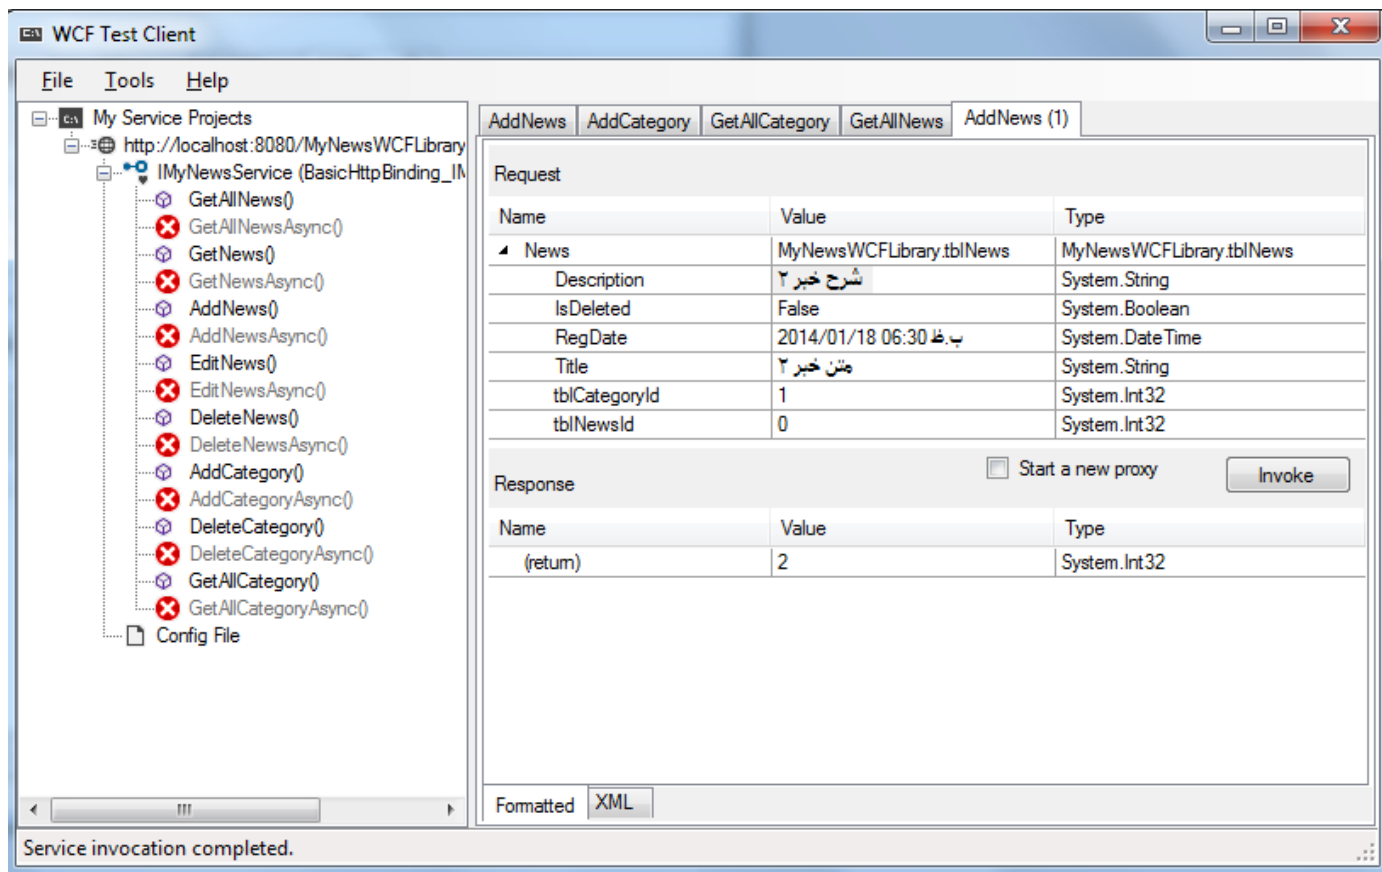 WCF Test Client
File Tools Help
My Service Projects
http://localhost:8080/MyNewsWCFLibrary
IMyNewsService (BasicHttpBinding_IM
GetAllNews()
GetAllNewsAsync()
GetNews()
GetNewsAsync()
AddNews()
AddNewsAsync()
EditNews()
EditNewsAsync()
DeleteNews()
DeleteNewsAsync()
AddCategory()
AddCategoryAsync()
DeleteCategory()
DeleteCategoryAsync()
GetAllCategory()
GetAllCategoryAsync()
Config File
AddNews AddCategory GetAllCategory GetAllNews AddNews (1)
Request
Name Value Type
News MyNewsWCFLibrary.tblNews MyNewsWCFLibrary.tblNews
Description شرح خبر ۲ System.String
IsDeleted False System.Boolean
RegDate 2014/01/18 06:30 ب.ظ System.DateTime
Title متن خبر ۲ System.String
tblCategoryId 1 System.Int32
tblNewsId 0 System.Int32
Response Start a new proxy Invoke
Name Value Type
(return) 2 System.Int32
Formatted XML
Service invocation completed.